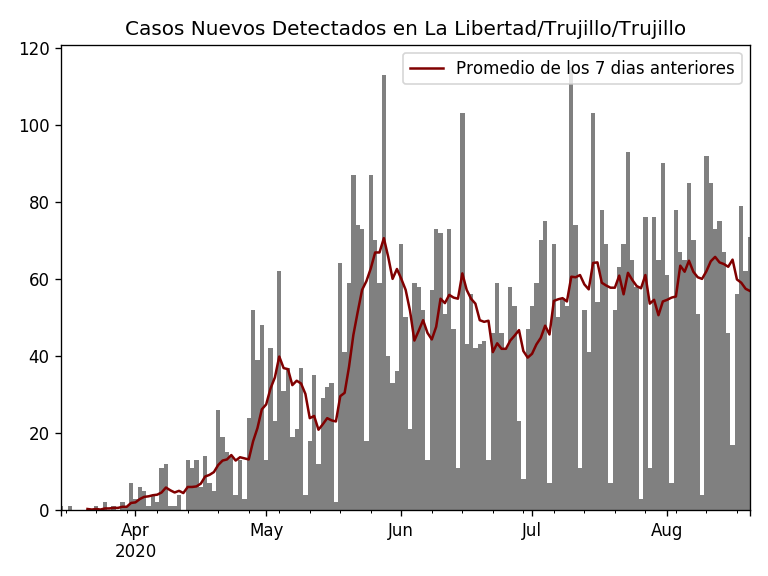 Casos Nuevos Detectados en La Libertad/Trujillo/Trujillo
Promedio de los 7 dias anteriores
120
100
80
60
40
20
0
Apr May Jun Jul Aug
2020